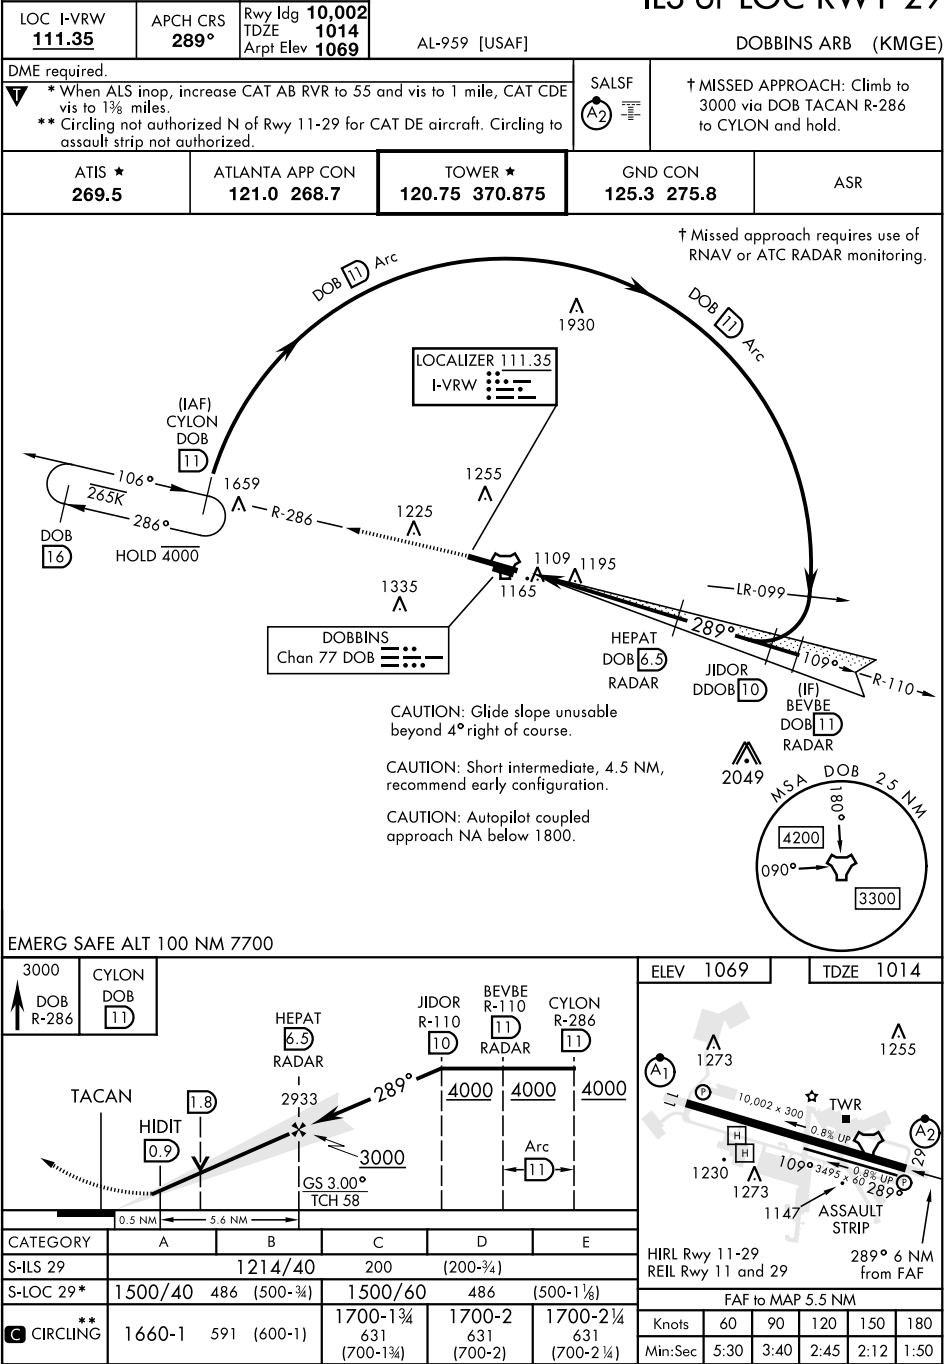 ILS or LOC RWY 29
LOC I-VRW
111.35
APCH CRS
289°
Rwy ldg 10,002
TDZE 1014
Arpt Elev 1069
AL-959 [USAF]
DOBBINS ARB (KMGE)
DME required.
T
* When ALS inop, increase CAT AB RVR to 55 and vis to 1 mile, CAT CDE
vis to 1⅜ miles.
** Circling not authorized N of Rwy 11-29 for CAT DE aircraft. Circling to
assault strip not authorized.
SALSF
A2
† MISSED APPROACH: Climb to
3000 via DOB TACAN R-286
to CYLON and hold.
ATIS ★
269.5
ATLANTA APP CON
121.0 268.7
TOWER ★
120.75 370.875
GND CON
125.3 275.8
ASR
† Missed approach requires use of
RNAV or ATC RADAR monitoring.
DOB 11 Arc
DOB 11 Arc
1930
LOCALIZER 111.35
I-VRW
(IAF)
CYLON
DOB
11
106°
265K
286°
DOB
16
HOLD 4000
1659
R-286
1255
1225
1109
1195
1165
1335
DOBBINS
Chan 77 DOB
LR-099
289°
109°
R-110
HEPAT
DOB 6.5
RADAR
JIDOR
DDOB 10
(IF)
BEVBE
DOB 11
RADAR
2049
CAUTION: Glide slope unusable
beyond 4° right of course.
CAUTION: Short intermediate, 4.5 NM,
recommend early configuration.
CAUTION: Autopilot coupled
approach NA below 1800.
MSA DOB 25 NM
180°
4200
090°
3300
EMERG SAFE ALT 100 NM 7700
3000
DOB
R-286
CYLON
DOB
11
TACAN
HIDIT
0.9
1.8
HEPAT
6.5
RADAR
2933
289°
3000
GS 3.00°
TCH 58
JIDOR
R-110
10
BEVBE
R-110
11
RADAR
CYLON
R-286
11
4000 4000 4000
Arc
11
0.5 NM 5.6 NM
ELEV 1069
TDZE 1014
1273
1255
A1
P
10,002 x 300
0.8% UP
TWR
A2
29
11
H
H
1230
1273
109° 3495 x 60 289°
0.8% UP
P
1147
ASSAULT
STRIP
HIRL Rwy 11-29
REIL Rwy 11 and 29
289° 6 NM
from FAF
CATEGORY A B C D E
S-ILS 29 1214/40 200 (200-¾)
S-LOC 29* 1500/40 486 (500-¾) 1500/60 486 (500-1⅛)
C CIRCLING ** 1660-1 591 (600-1)
1700-1¾ 631 (700-1¾)
1700-2 631 (700-2)
1700-2¼ 631 (700-2¼)
FAF to MAP 5.5 NM
Knots 60 90 120 150 180
Min:Sec 5:30 3:40 2:45 2:12 1:50